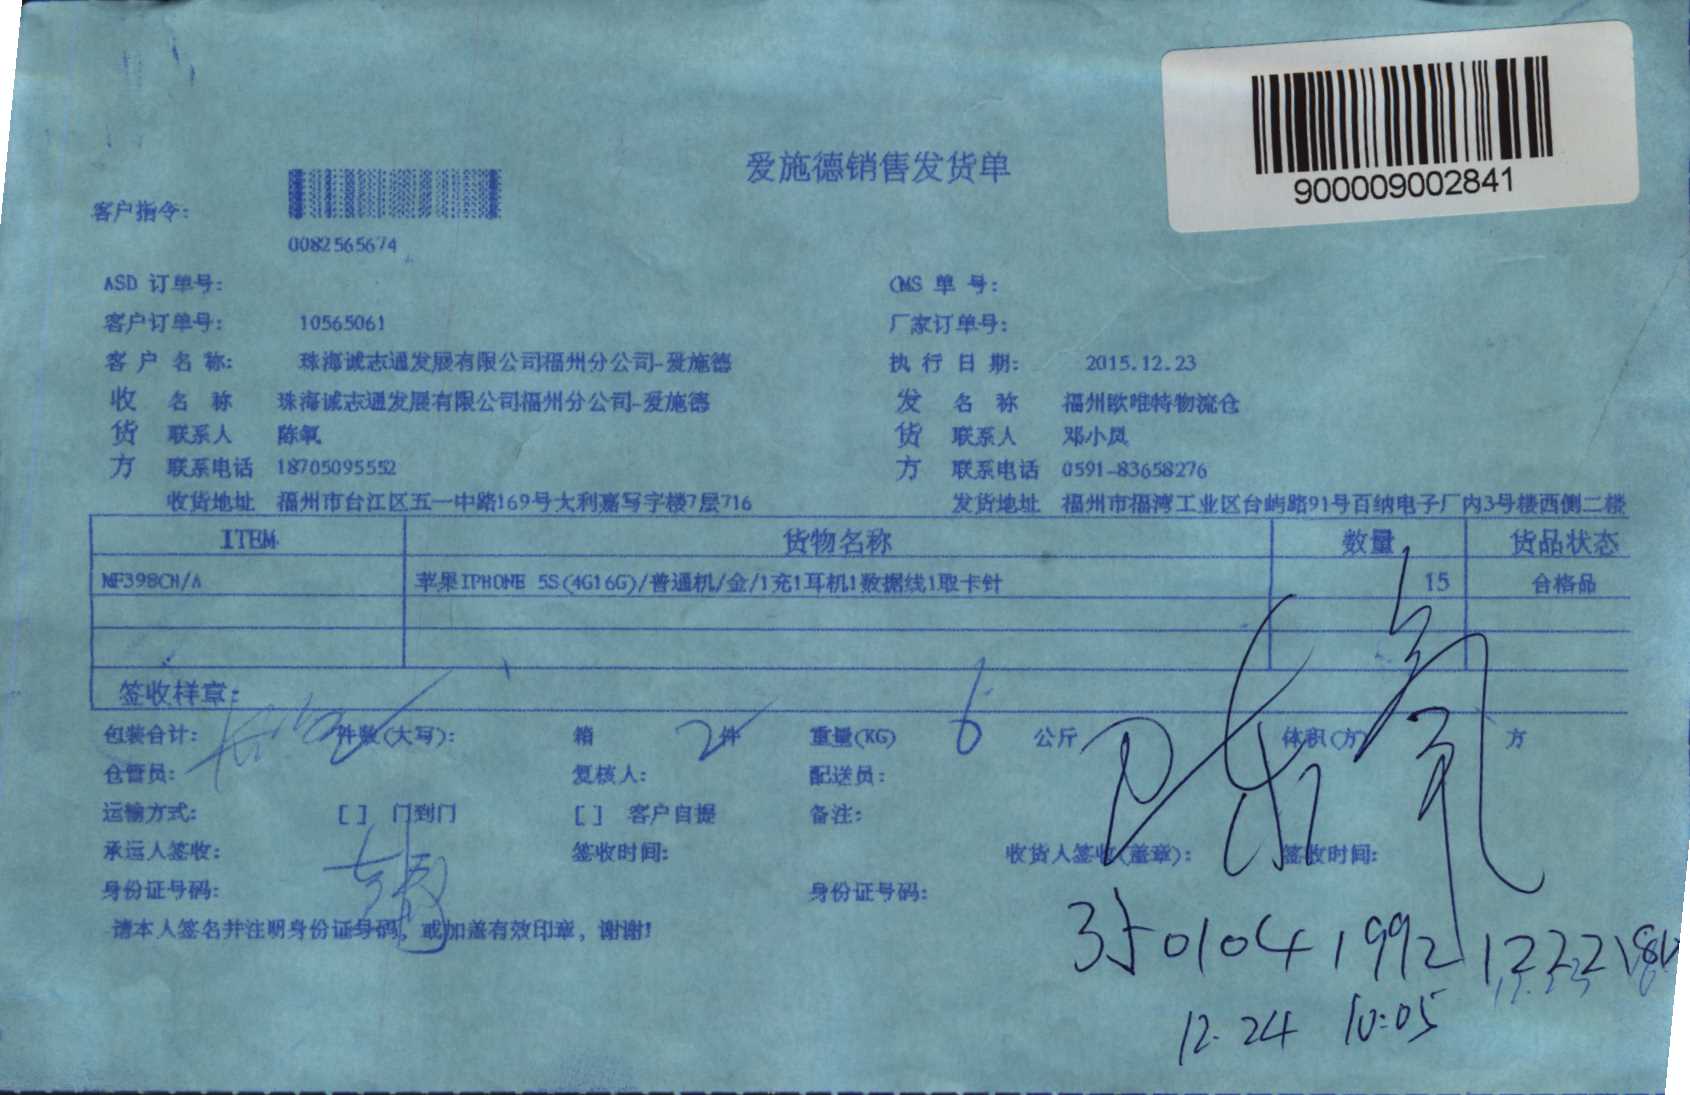 900009002841
爱施德销售发货单
客户指令:
0082565674
ASD 订单号: CMS 单 号:
客户订单号: 10565061 厂家订单号:
客 户 名 称: 珠海诚志通发展有限公司福州分公司-爱施德 执 行 日 期: 2015.12.23
收 名 称 珠海诚志通发展有限公司福州分公司-爱施德 发 名 称 福州欧唯特物流仓
货 联系人 陈氧 货 联系人 邓小凤
方 联系电话 18705095552 方 联系电话 0591-83658276
收货地址 福州市台江区五一中路169号大利嘉写字楼7层716 发货地址 福州市福湾工业区台屿路91号百纳电子厂内3号楼西侧二楼
ITEM 货物名称 数量 货品状态
MF398CH/A 苹果IPHONE 5S(4G16G)/普通机/金/1充1耳机1数据线1取卡针 15 合格品
签收样章:
包装合计: 件数(大写): 箱 2件 重量(KG) 6 公斤 体积(方) 方
仓管员: 复核人: 配送员:
运输方式: [ ] 门到门 [ ] 客户自提 备注:
承运人签收: 签收时间: 收货人签收(盖章): 陈氧 签收时间:
身份证号码: 身份证号码:
请本人签名并注明身份证号码, 或加盖有效印章, 谢谢!
35010419921222
12.24 10:05